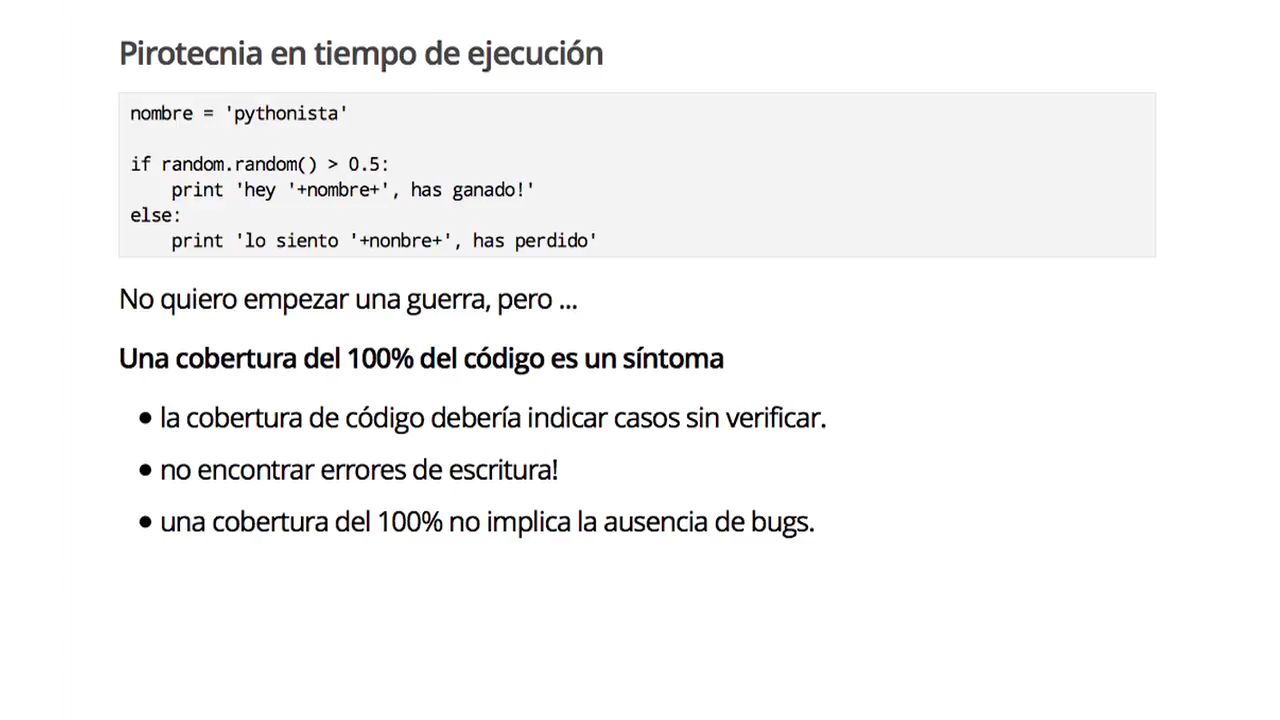 Pirotecnia en tiempo de ejecución
nombre = 'pythonista'
if random.random() > 0.5:
    print 'hey '+nombre+', has ganado!'
else:
    print 'lo siento '+nonbre+', has perdido'
No quiero empezar una guerra, pero ...
Una cobertura del 100% del código es un síntoma
• la cobertura de código debería indicar casos sin verificar.
• no encontrar errores de escritura!
• una cobertura del 100% no implica la ausencia de bugs.